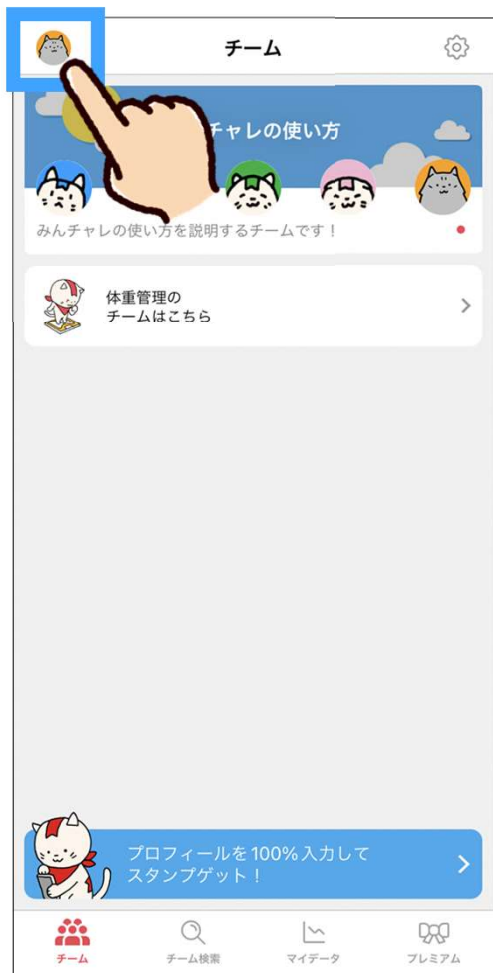 チーム
チャレの使い方
みんチャレの使い方を説明するチームです！
体重管理の
チームはこちら
プロフィールを100%入力して
スタンプゲット！
チーム
チーム検索
マイデータ
プレミアム